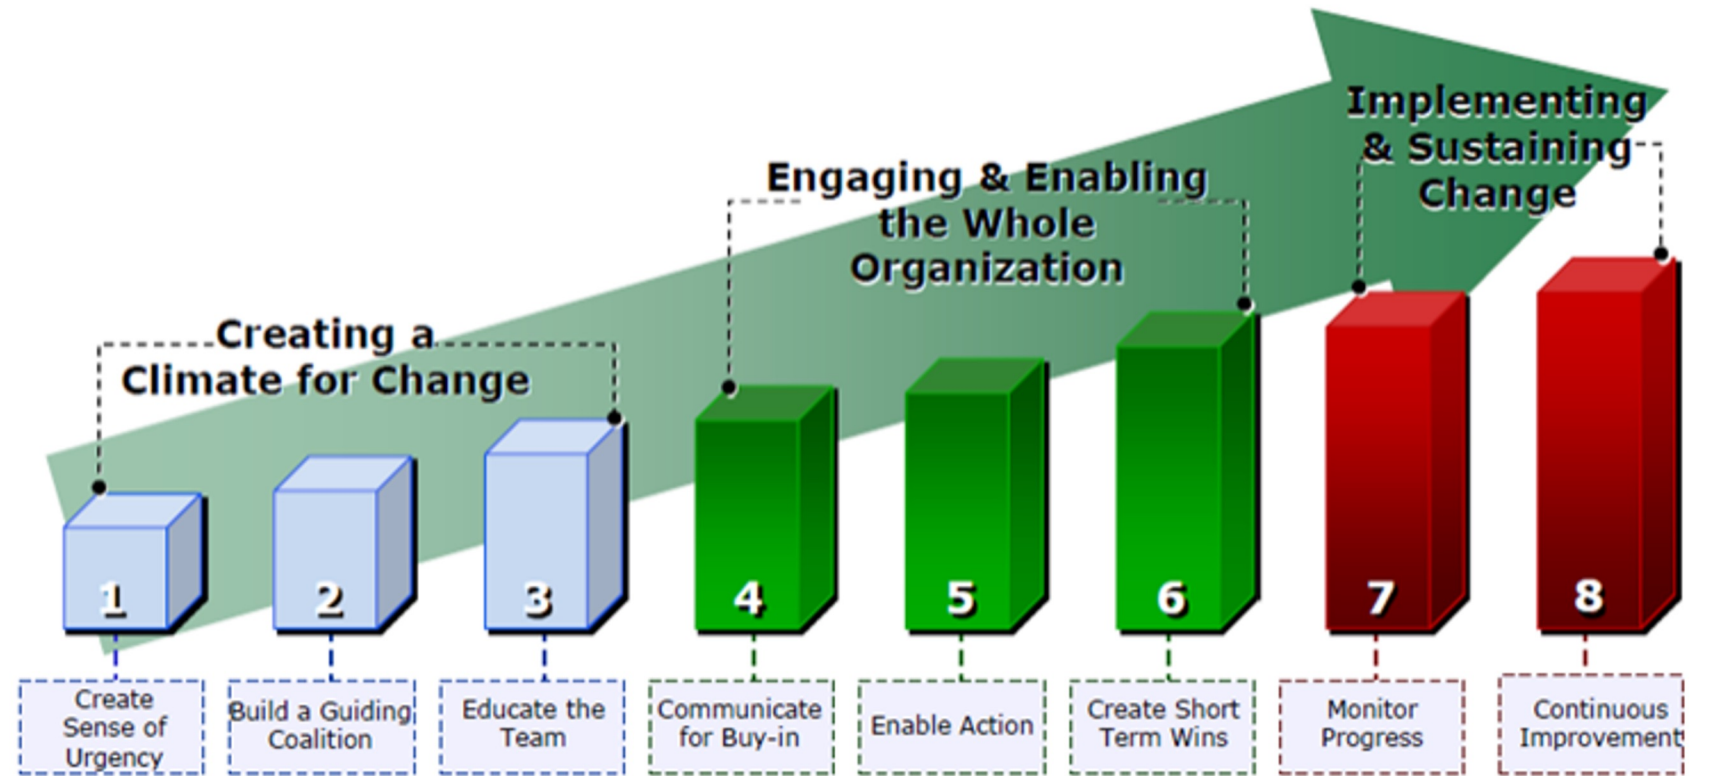 Implementing
& Sustaining
Change
Engaging & Enabling
the Whole
Organization
Creating a
Climate for Change
1
2
3
4
5
6
7
8
Create
Sense of
Urgency
Build a Guiding
Coalition
Educate the
Team
Communicate
for Buy-in
Enable Action
Create Short
Term Wins
Monitor
Progress
Continuous
Improvement